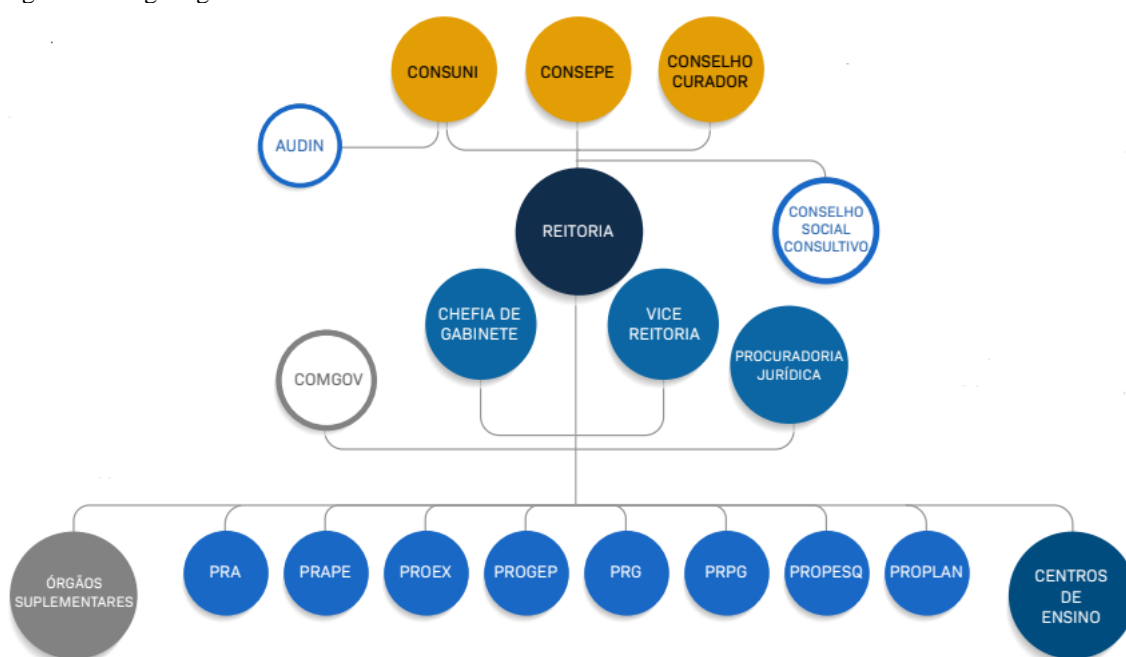 CONSUNI
CONSEPE
CONSELHO
CURADOR
AUDIN
REITORIA
CONSELHO
SOCIAL
CONSULTIVO
CHEFIA DE
GABINETE
VICE
REITORIA
PROCURADORIA
JURÍDICA
COMGOV
ÓRGÃOS
SUPLEMENTARES
PRA
PRAPE
PROEX
PROGEP
PRG
PRPG
PROPESQ
PROPLAN
CENTROS
DE
ENSINO